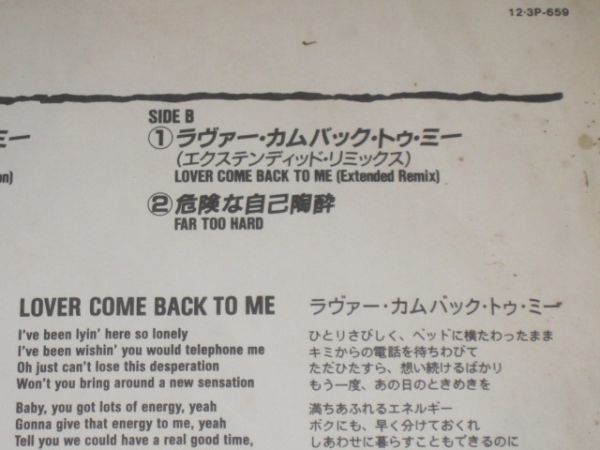 12・3P-659
SIDE B
①ラヴァー・カムバック・トゥ・ミー
(エクステンディッド・リミックス)
LOVER COME BACK TO ME (Extended Remix)
②危険な自己陶酔
FAR TOO HARD
ミー
on)
LOVER COME BACK TO ME
I've been lyin' here so lonely
I've been wishin' you would telephone me
Oh just can't lose this desperation
Won't you bring around a new sensation
Baby, you got lots of energy, yeah
Gonna give that energy to me, yeah
Tell you we could have a real good time,
ラヴァー・カムバック・トゥ・ミー
ひとりさびしく、ベッドに横たわったまま
キミからの電話を待ちわびて
ただひたすら、想い続けるばかり
もう一度、あの日のときめきを
満ちあふれるエネルギー
ボクにも、早く分けておくれ
しあわせに暮らすこともできるのに